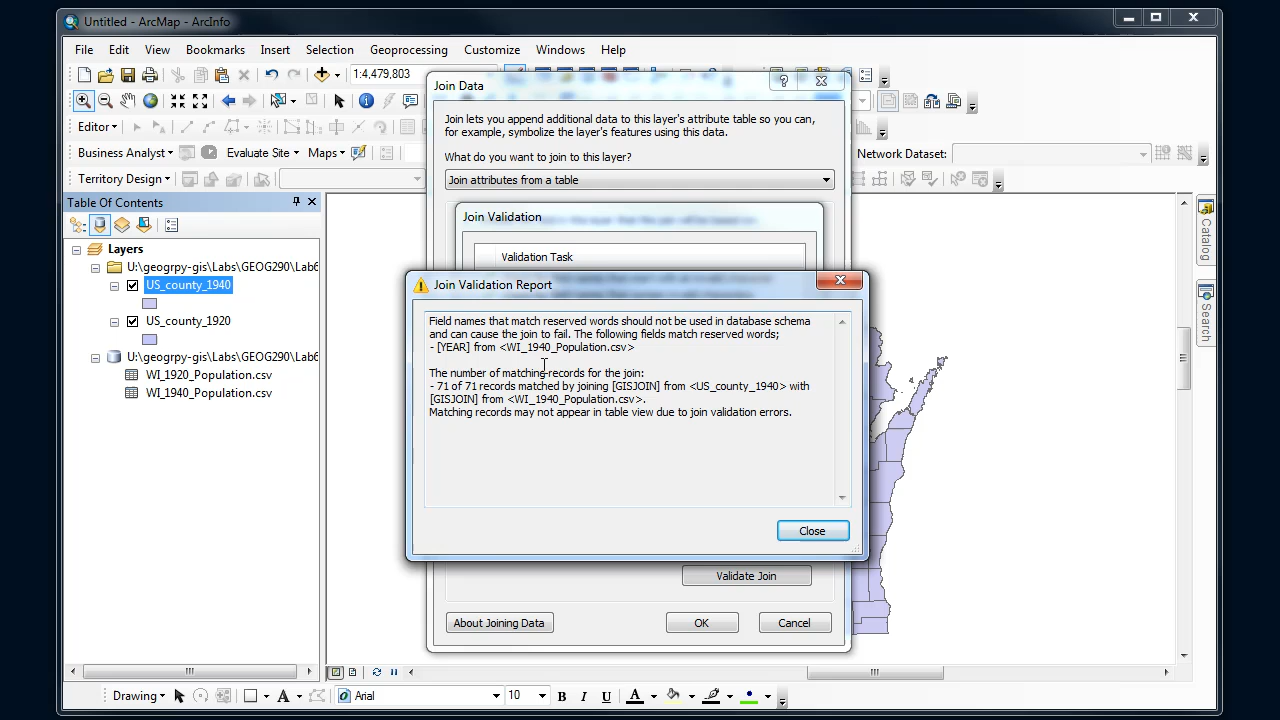 Untitled - ArcMap - ArcInfo
File Edit View Bookmarks Insert Selection Geoprocessing Customize Windows Help
1:4,479,803
Editor
Business Analyst Evaluate Site Maps
Network Dataset:
Territory Design
Table Of Contents
Layers
U:\geogrpy-gis\Labs\GEOG290\Lab6
US_county_1940
US_county_1920
U:\geogrpy-gis\Labs\GEOG290\Lab6
WI_1920_Population.csv
WI_1940_Population.csv
Join Data
Join lets you append additional data to this layer's attribute table so you can,
for example, symbolize the layer's features using this data.
What do you want to join to this layer?
Join attributes from a table
Join Validation
Validation Task
Join Validation Report
Field names that match reserved words should not be used in database schema
and can cause the join to fail. The following fields match reserved words;
- [YEAR] from <WI_1940_Population.csv>
The number of matching records for the join:
- 71 of 71 records matched by joining [GISJOIN] from <US_county_1940> with
[GISJOIN] from <WI_1940_Population.csv>.
Matching records may not appear in table view due to join validation errors.
Close
Validate Join
About Joining Data OK Cancel
Catalog
Search
Drawing Arial 10 B I U A